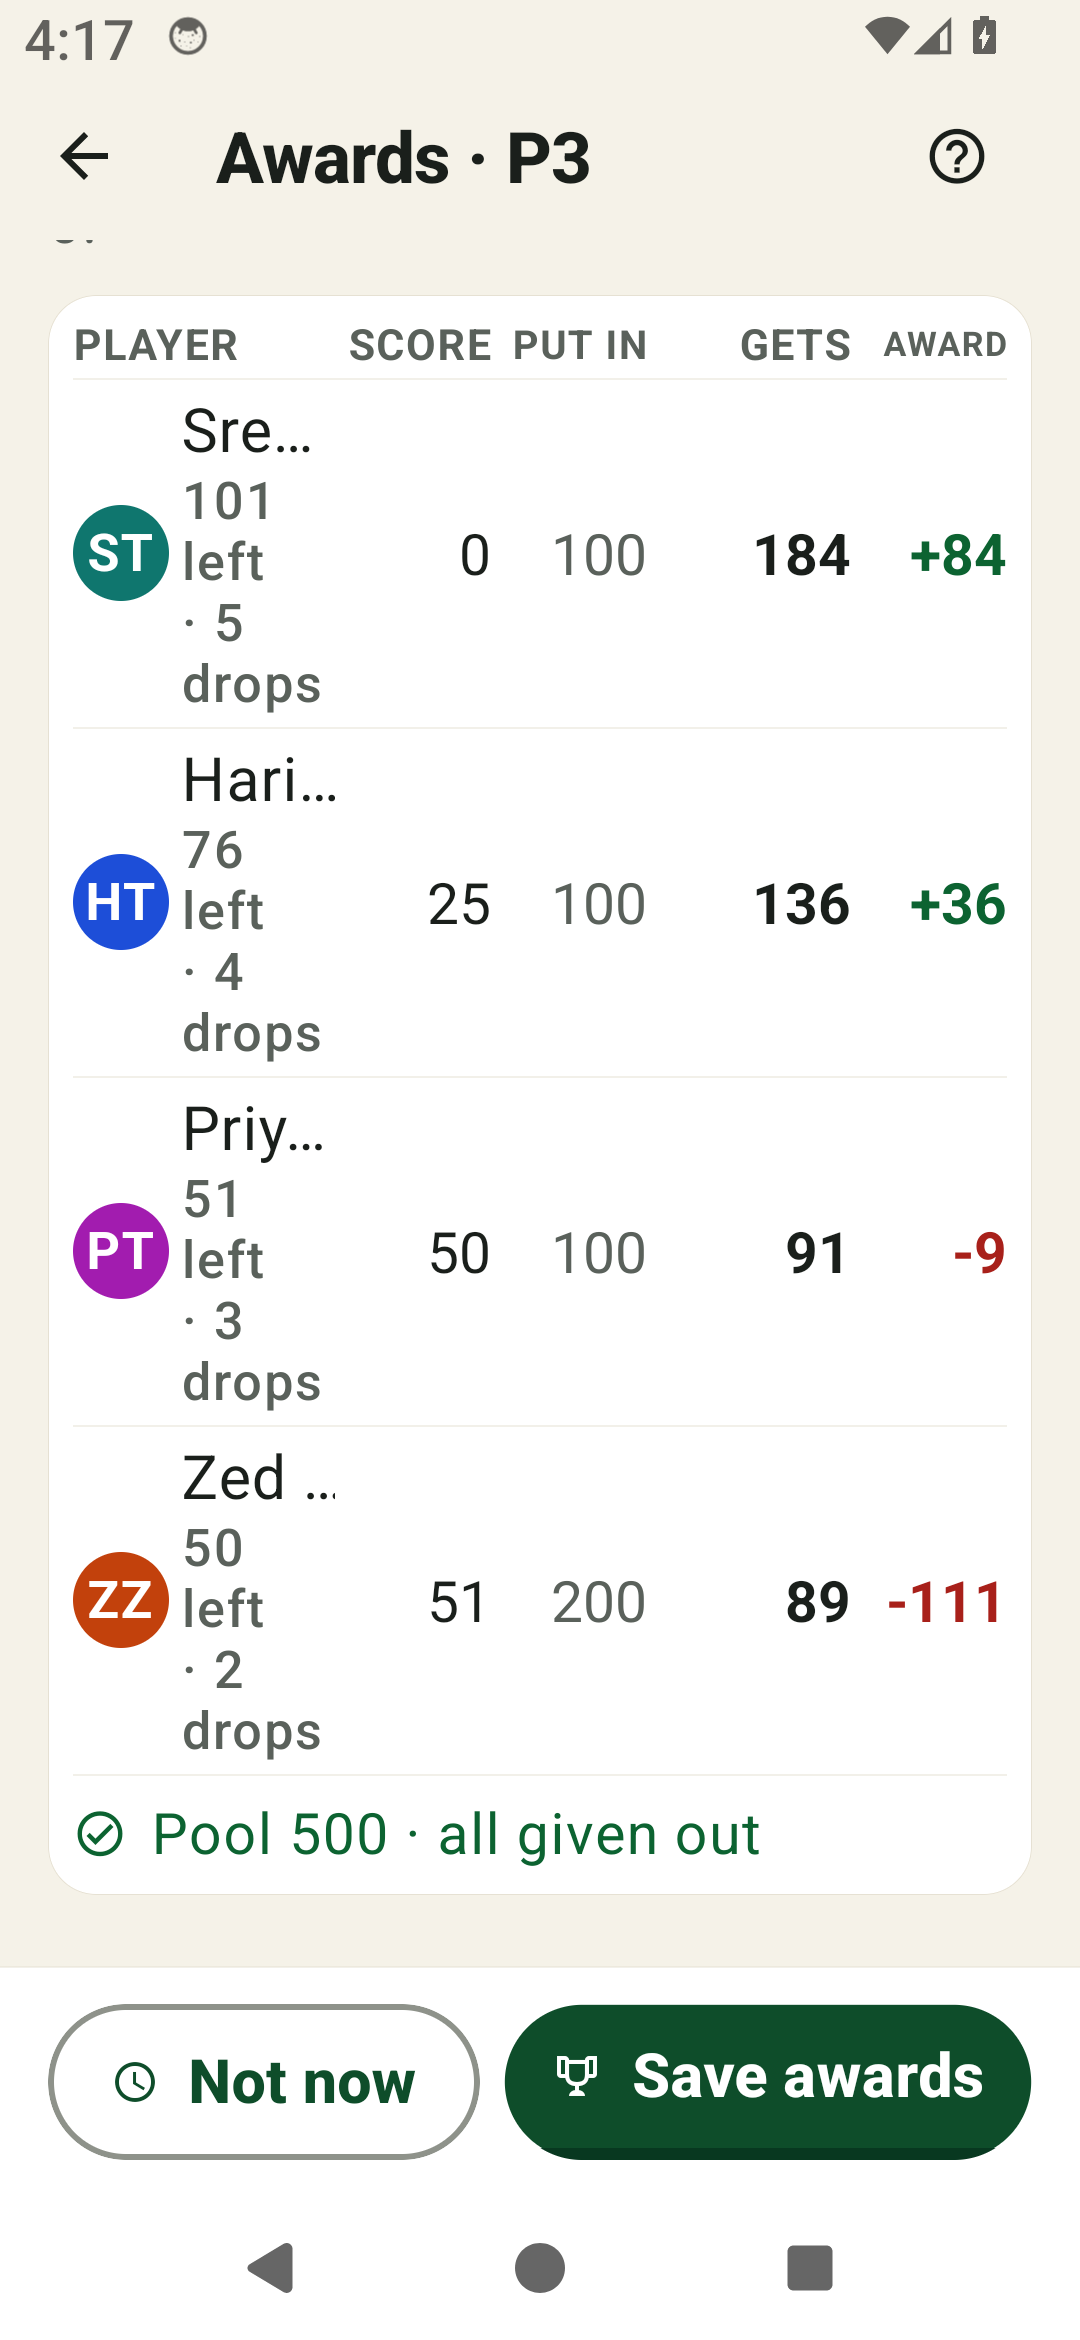 4:17
Awards · P3
PLAYER SCORE PUT IN GETS AWARD
Sre…
101
left
· 5
drops
ST 0 100 184 +84
Hari…
76
left
· 4
drops
HT 25 100 136 +36
Priy…
51
left
· 3
drops
PT 50 100 91 -9
Zed …
50
left
· 2
drops
ZZ 51 200 89 -111
Pool 500 · all given out
Not now
Save awards